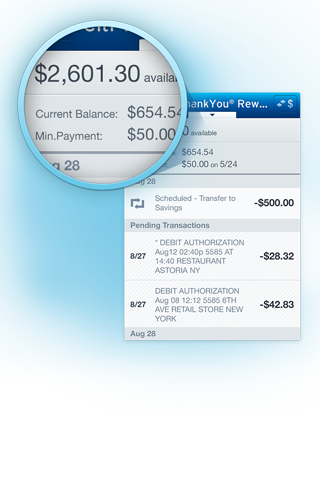 $2,601.30 availa
Current Balance: $654.54
Min.Payment: $50.00
Aug 28
hankYou® Rew... $
0 available
$654.54
$50.00 on 5/24
Aug 28
Scheduled - Transfer to
Savings
-$500.00
Pending Transactions
8/27
* DEBIT AUTHORIZATION
Aug12 02:40p 5585 AT
14:40 RESTAURANT
ASTORIA NY
-$28.32
8/27
DEBIT AUTHORIZATION
Aug 08 12:12 5585 6TH
AVE RETAIL STORE NEW
YORK
-$42.83
Aug 28